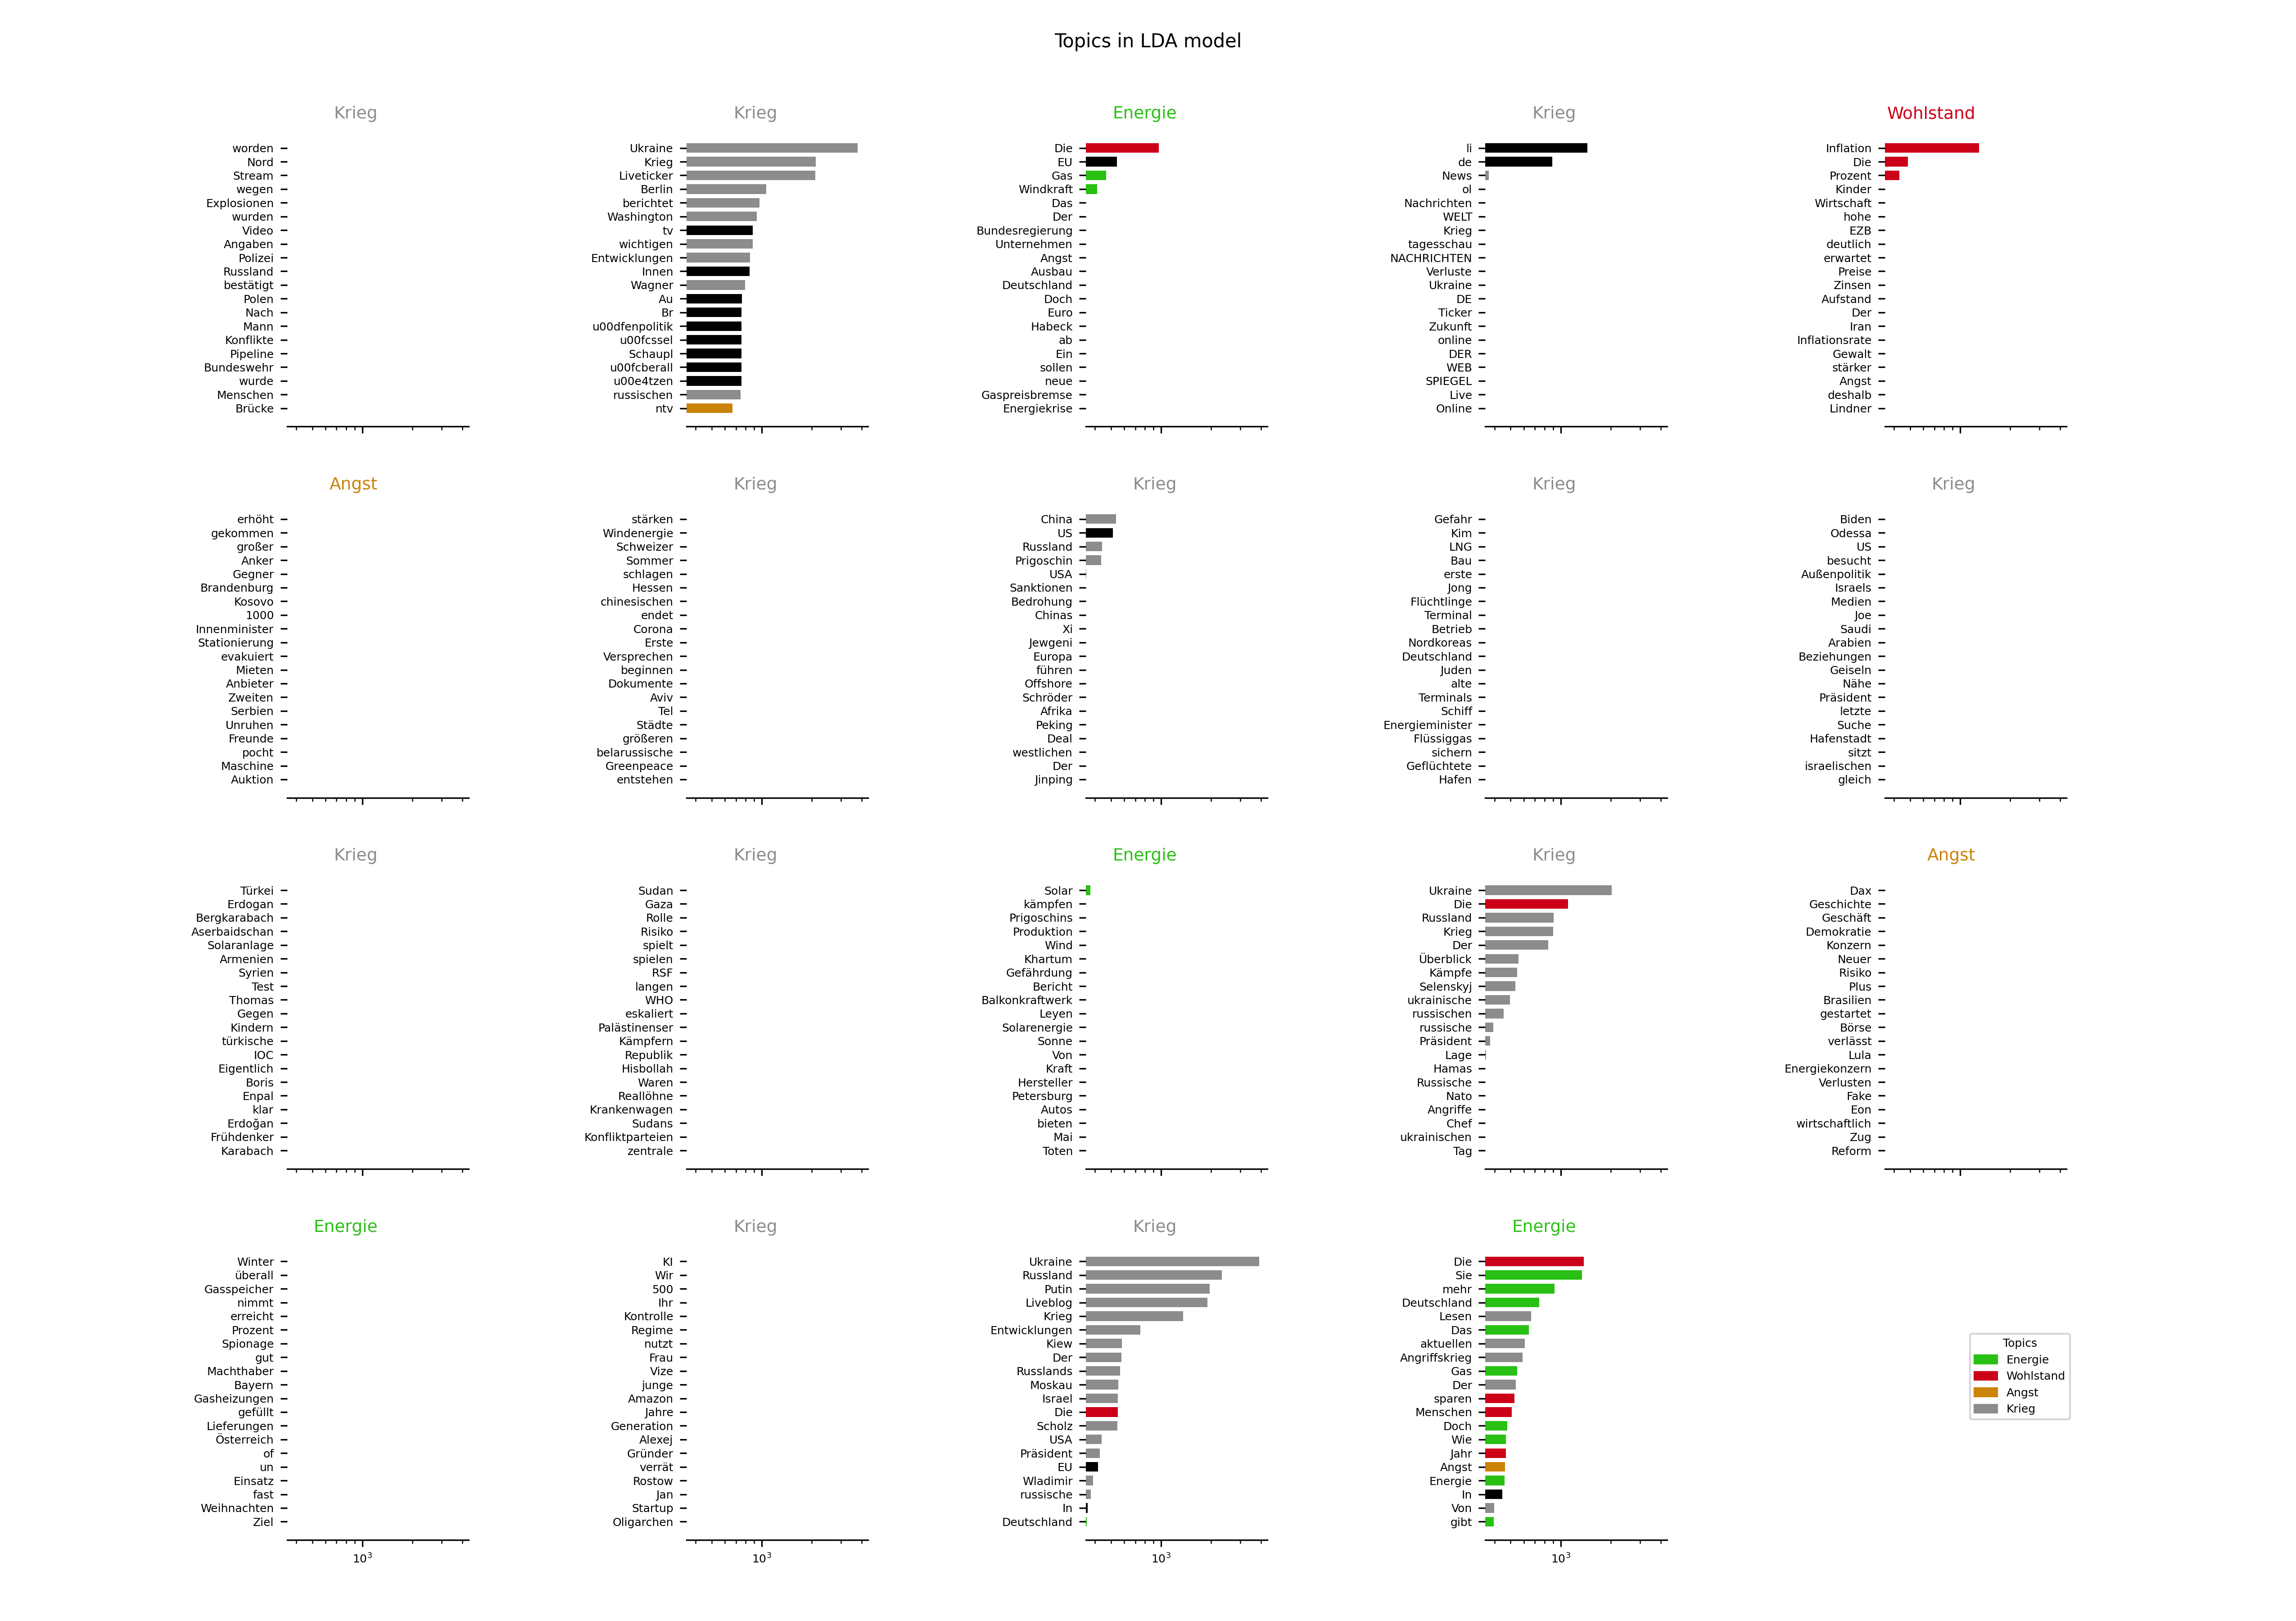 Topics in LDA model
Krieg
worden
Nord
Stream
wegen
Explosionen
wurden
Video
Angaben
Polizei
Russland
bestätigt
Polen
Nach
Mann
Konflikte
Pipeline
Bundeswehr
wurde
Menschen
Brücke
Krieg
Ukraine
Krieg
Liveticker
Berlin
berichtet
Washington
tv
wichtigen
Entwicklungen
Innen
Wagner
Au
Br
u00dfenpolitik
u00fcssel
Schaupl
u00fcberall
u00e4tzen
russischen
ntv
Energie
Die
EU
Gas
Windkraft
Das
Der
Bundesregierung
Unternehmen
Angst
Ausbau
Deutschland
Doch
Euro
Habeck
ab
Ein
sollen
neue
Gaspreisbremse
Energiekrise
Krieg
li
de
News
ol
Nachrichten
WELT
Krieg
tagesschau
NACHRICHTEN
Verluste
Ukraine
DE
Ticker
Zukunft
online
DER
WEB
SPIEGEL
Live
Online
Wohlstand
Inflation
Die
Prozent
Kinder
Wirtschaft
hohe
EZB
deutlich
erwartet
Preise
Zinsen
Aufstand
Der
Iran
Inflationsrate
Gewalt
stärker
Angst
deshalb
Lindner
Angst
erhöht
gekommen
großer
Anker
Gegner
Brandenburg
Kosovo
1000
Innenminister
Stationierung
evakuiert
Mieten
Anbieter
Zweiten
Serbien
Unruhen
Freunde
pocht
Maschine
Auktion
Krieg
stärken
Windenergie
Schweizer
Sommer
schlagen
Hessen
chinesischen
endet
Corona
Erste
Versprechen
beginnen
Dokumente
Aviv
Tel
Städte
größeren
belarussische
Greenpeace
entstehen
Krieg
China
US
Russland
Prigoschin
USA
Sanktionen
Bedrohung
Chinas
Xi
Jewgeni
Europa
führen
Offshore
Schröder
Afrika
Peking
Deal
westlichen
Der
Jinping
Krieg
Gefahr
Kim
LNG
Bau
erste
Jong
Flüchtlinge
Terminal
Betrieb
Nordkoreas
Deutschland
Juden
alte
Terminals
Schiff
Energieminister
Flüssiggas
sichern
Geflüchtete
Hafen
Krieg
Biden
Odessa
US
besucht
Außenpolitik
Israels
Medien
Joe
Saudi
Arabien
Beziehungen
Geiseln
Nähe
Präsident
letzte
Suche
Hafenstadt
sitzt
israelischen
gleich
Krieg
Türkei
Erdogan
Bergkarabach
Aserbaidschan
Solaranlage
Armenien
Syrien
Test
Thomas
Gegen
Kindern
türkische
IOC
Eigentlich
Boris
Enpal
klar
Erdoğan
Frühdenker
Karabach
Krieg
Sudan
Gaza
Rolle
Risiko
spielt
spielen
RSF
langen
WHO
eskaliert
Palästinenser
Kämpfern
Republik
Hisbollah
Waren
Reallöhne
Krankenwagen
Sudans
Konfliktparteien
zentrale
Energie
Solar
kämpfen
Prigoschins
Produktion
Wind
Khartum
Gefährdung
Bericht
Balkonkraftwerk
Leyen
Solarenergie
Sonne
Von
Kraft
Hersteller
Petersburg
Autos
bieten
Mai
Toten
Krieg
Ukraine
Die
Russland
Krieg
Der
Überblick
Kämpfe
Selenskyj
ukrainische
russischen
russische
Präsident
Lage
Hamas
Russische
Nato
Angriffe
Chef
ukrainischen
Tag
Angst
Dax
Geschichte
Geschäft
Demokratie
Konzern
Neuer
Risiko
Plus
Brasilien
gestartet
Börse
verlässt
Lula
Energiekonzern
Verlusten
Fake
Eon
wirtschaftlich
Zug
Reform
Energie
Winter
überall
Gasspeicher
nimmt
erreicht
Prozent
Spionage
gut
Machthaber
Bayern
Gasheizungen
gefüllt
Lieferungen
Österreich
of
un
Einsatz
fast
Weihnachten
Ziel
10³
Krieg
KI
Wir
500
Ihr
Kontrolle
Regime
nutzt
Frau
Vize
junge
Amazon
Jahre
Generation
Alexej
Gründer
verrät
Rostow
Jan
Startup
Oligarchen
10³
Krieg
Ukraine
Russland
Putin
Liveblog
Krieg
Entwicklungen
Kiew
Der
Russlands
Moskau
Israel
Die
Scholz
USA
Präsident
EU
Wladimir
russische
In
Deutschland
10³
Energie
Die
Sie
mehr
Deutschland
Lesen
Das
aktuellen
Angriffskrieg
Gas
Der
sparen
Menschen
Doch
Wie
Jahr
Angst
Energie
In
Von
gibt
10³
Topics
Energie
Wohlstand
Angst
Krieg